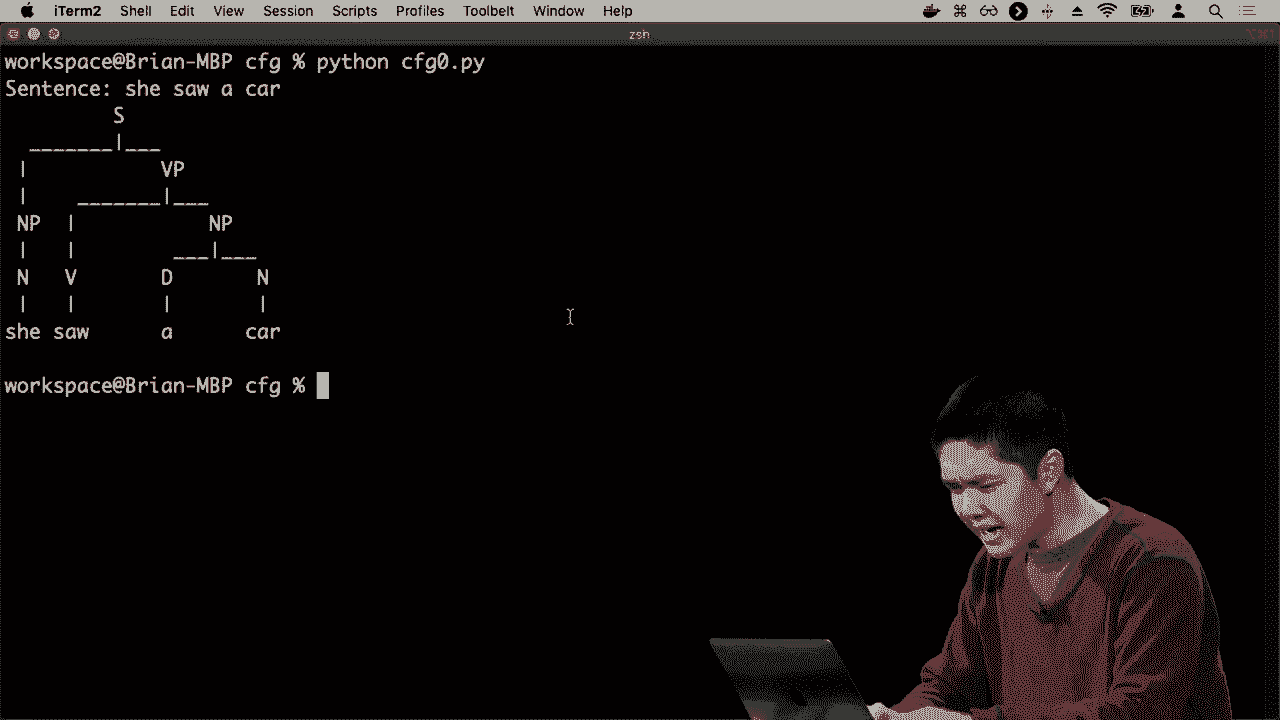 iTerm2 Shell Edit View Session Scripts Profiles Toolbelt Window Help
zsh
workspace@Brian-MBP cfg % python cfg0.py
Sentence: she saw a car
S
_______|___
| VP
| _______|___
NP | NP
| | ___|___
N V D N
| | | |
she saw a car
workspace@Brian-MBP cfg %